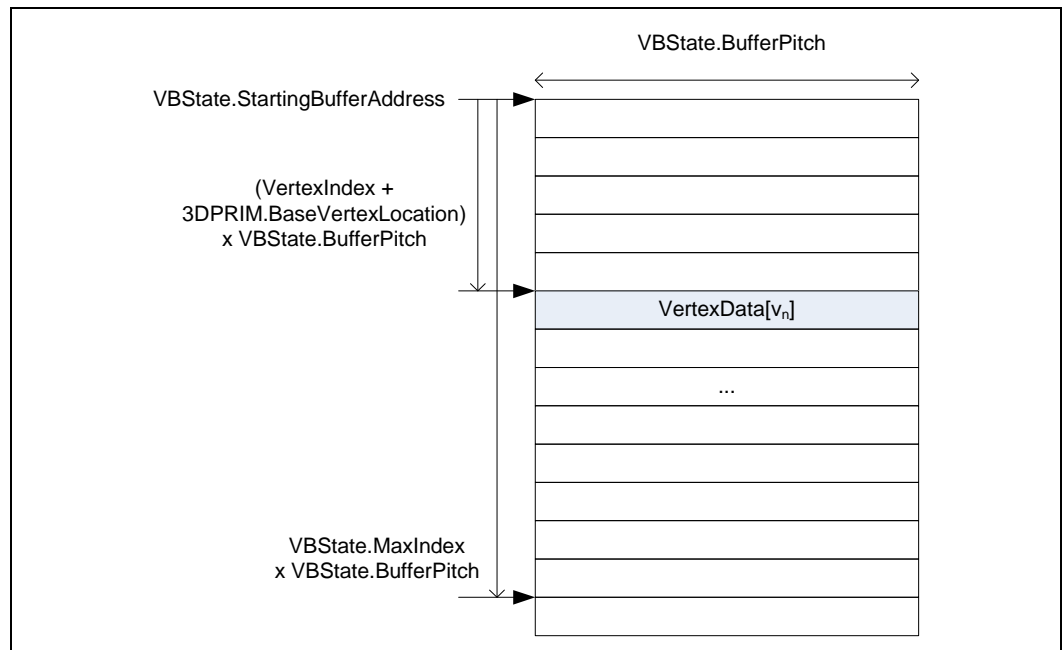 VBState.BufferPitch
VBState.StartingBufferAddress
(VertexIndex +
3DPRIM.BaseVertexLocation)
x VBState.BufferPitch
VertexData[vₙ]
...
VBState.MaxIndex
x VBState.BufferPitch